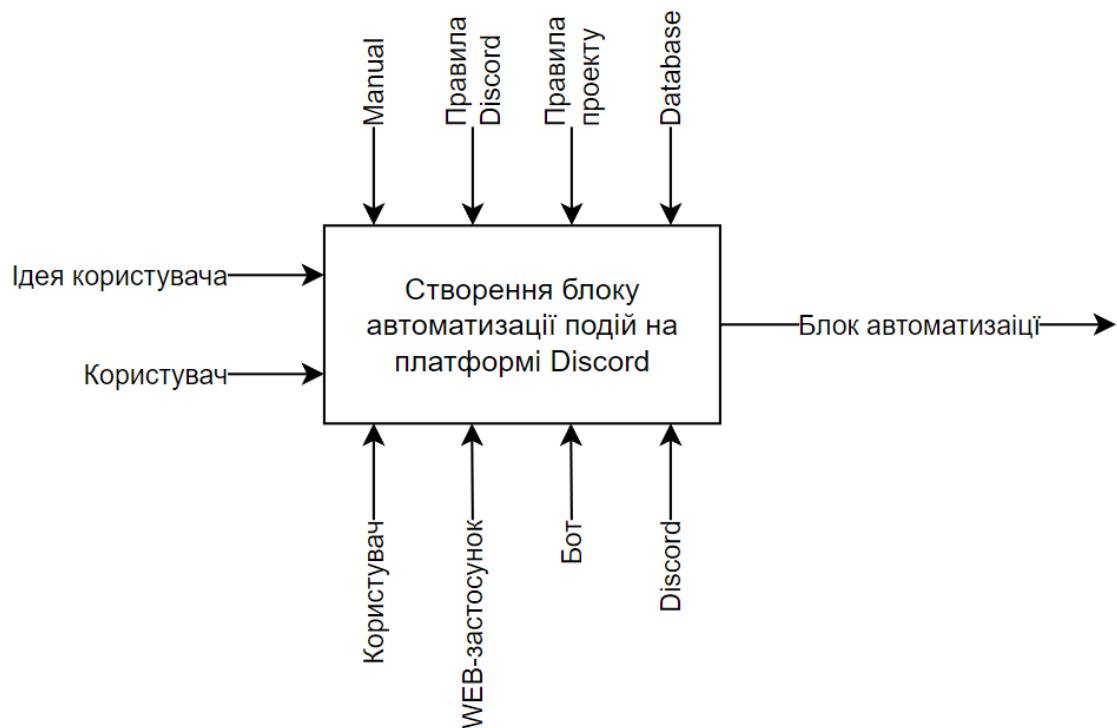 Manual
Правила
Discord
Правила
проекту
Database
Ідея користувача
Користувач
Створення блоку
автоматизації подій на
платформі Discord
Блок автоматизаіцї
Користувач
WEB-застосунок
Бот
Discord